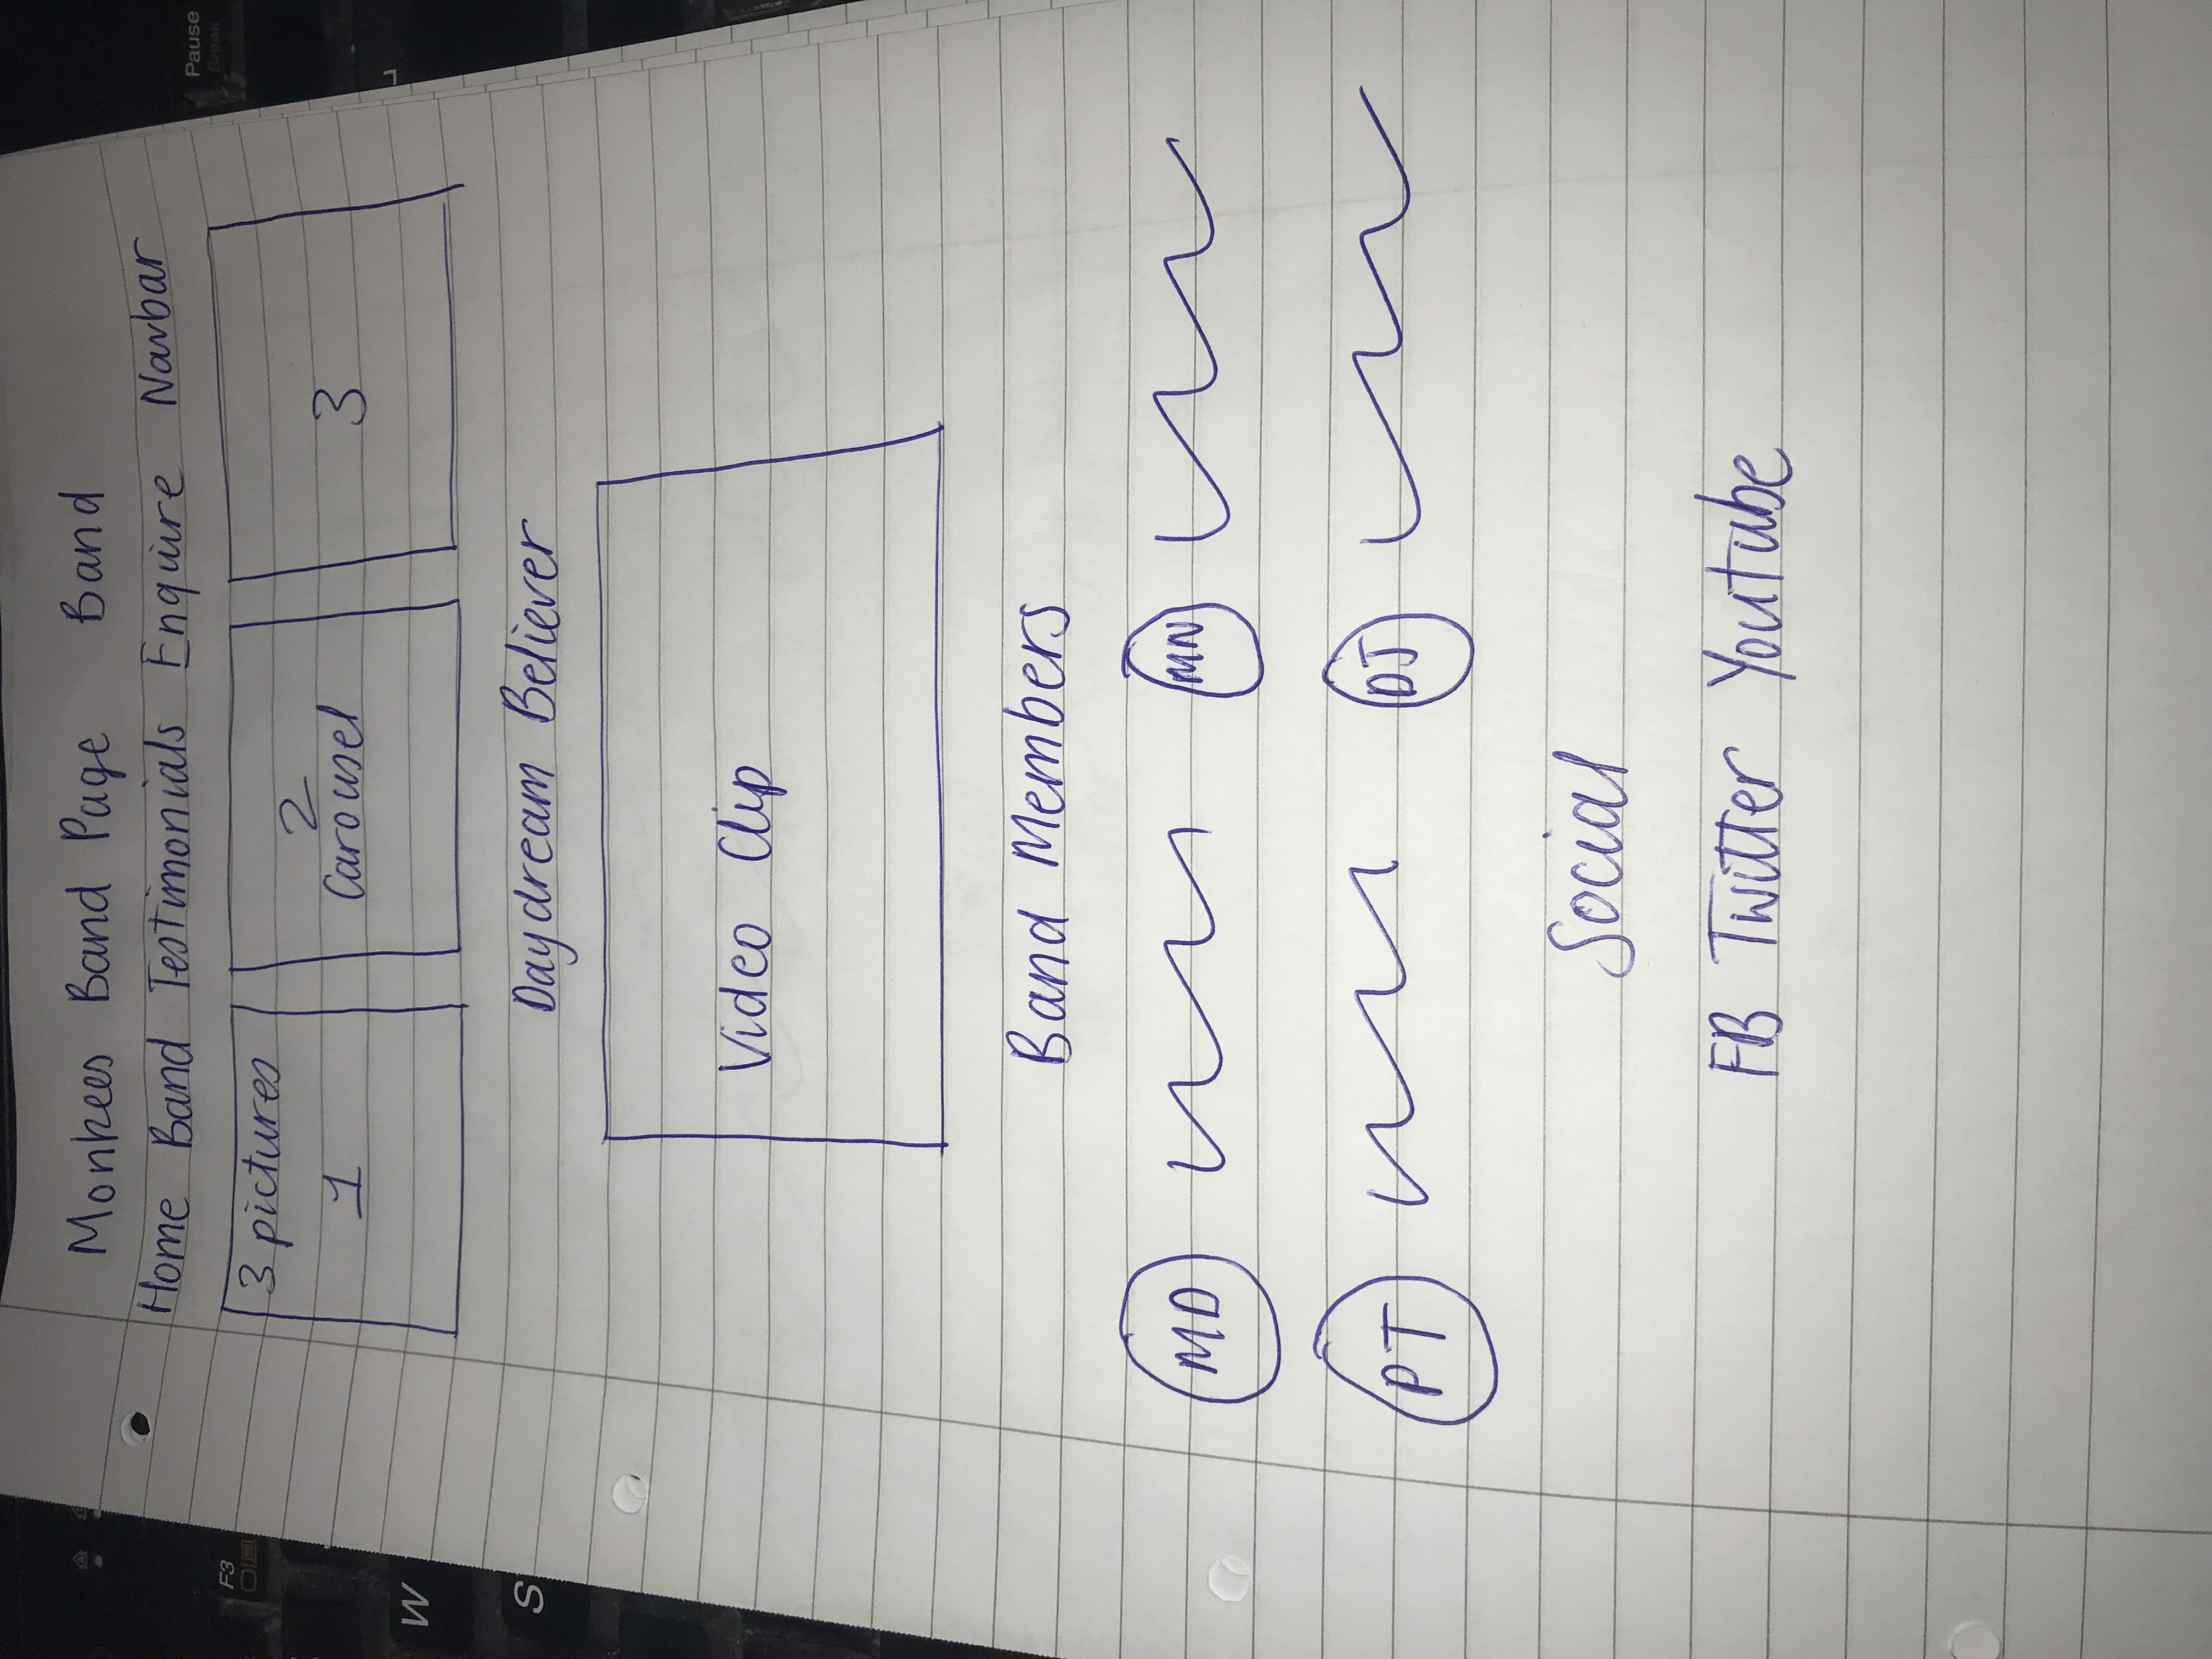 Monkees Band Page Band
Home Band Testimonials Enquire Navbar
3 pictures
1
2
Carousel
3
Daydream Believer
Video Clip
Band Members
MD
MN
PT
DJ
Social
FB Twitter Youtube
F3
W
S
Pause
Break